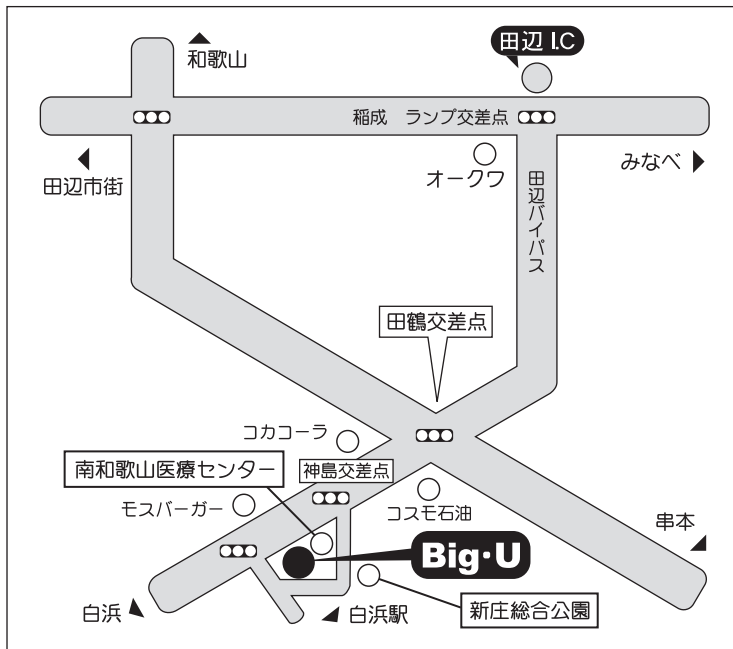 田辺 I.C
和歌山
稲成　ランプ交差点
田辺市街
オークワ
みなべ
田辺バイパス
田鶴交差点
コカコーラ
南和歌山医療センター
神島交差点
モスバーガー
コスモ石油
串本
Big・U
白浜
白浜駅
新庄総合公園